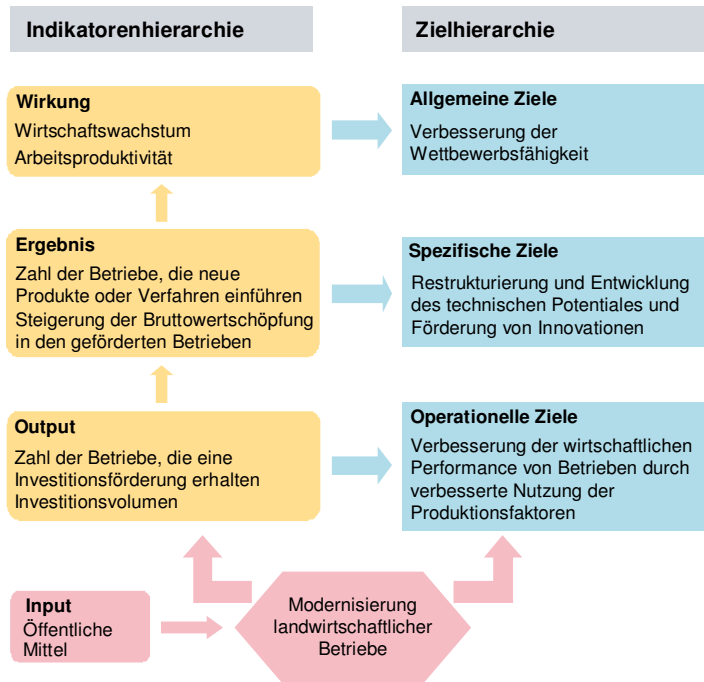 Indikatorenhierarchie
Zielhierarchie
Wirkung
Wirtschaftswachstum
Arbeitsproduktivität
Allgemeine Ziele
Verbesserung der
Wettbewerbsfähigkeit
Ergebnis
Zahl der Betriebe, die neue
Produkte oder Verfahren einführen
Steigerung der Bruttowertschöpfung
in den geförderten Betrieben
Spezifische Ziele
Restrukturierung und Entwicklung
des technischen Potentiales und
Förderung von Innovationen
Output
Zahl der Betriebe, die eine
Investitionsförderung erhalten
Investitionsvolumen
Operationelle Ziele
Verbesserung der wirtschaftlichen
Performance von Betrieben durch
verbesserte Nutzung der
Produktionsfaktoren
Input
Öffentliche
Mittel
Modernisierung
landwirtschaftlicher
Betriebe